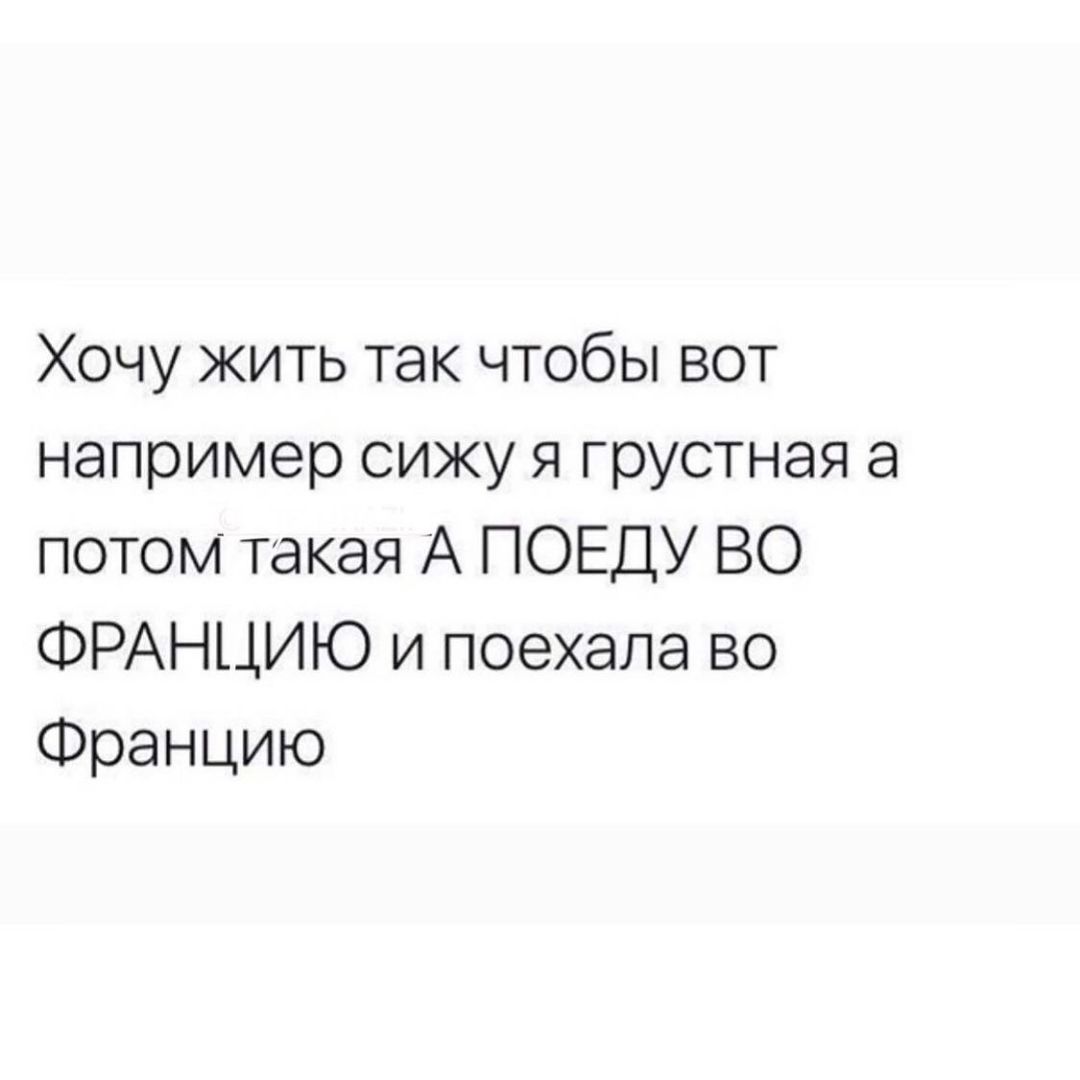 Хочу жить так чтобы вот
например сижу я грустная а
потом такая А ПОЕДУ ВО
ФРАНЦИЮ и поехала во
Францию